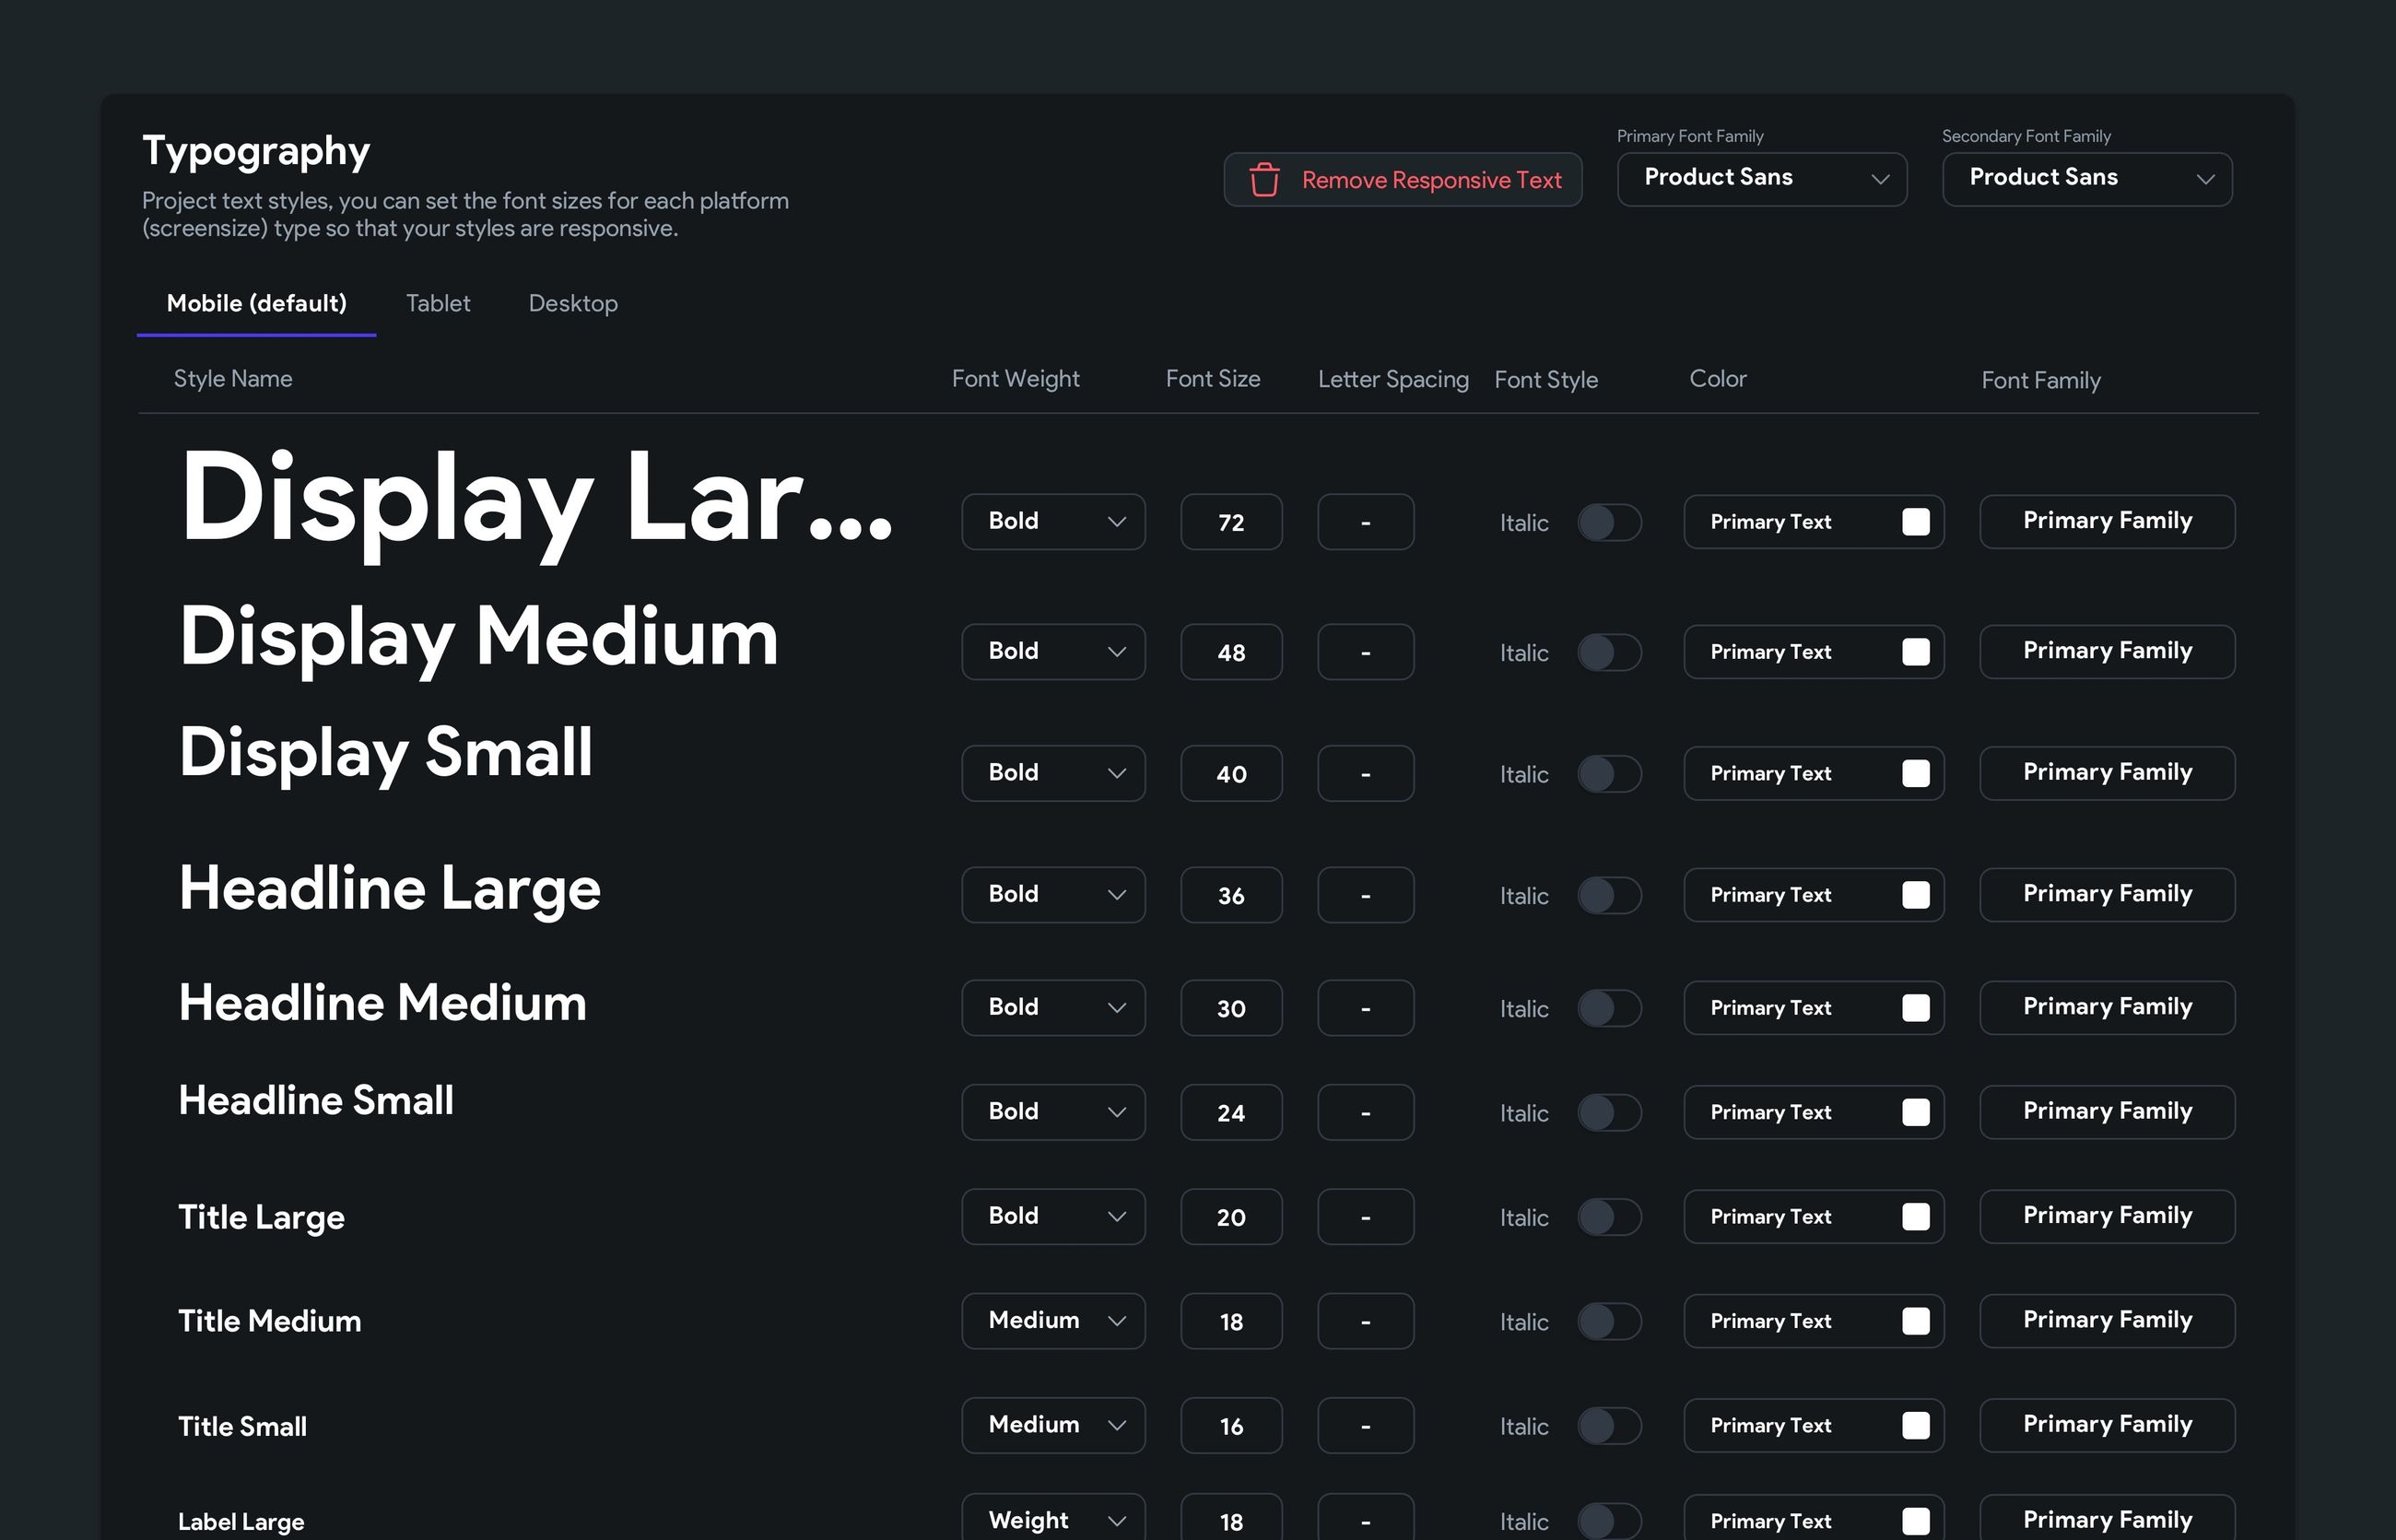 Typography
Project text styles, you can set the font sizes for each platform
(screensize) type so that your styles are responsive.
Remove Responsive Text
Primary Font Family
Product Sans
Secondary Font Family
Product Sans
Mobile (default) Tablet Desktop
Style Name Font Weight Font Size Letter Spacing Font Style Color Font Family
Display Lar... Bold 72 - Italic Primary Text Primary Family
Display Medium Bold 48 - Italic Primary Text Primary Family
Display Small Bold 40 - Italic Primary Text Primary Family
Headline Large Bold 36 - Italic Primary Text Primary Family
Headline Medium Bold 30 - Italic Primary Text Primary Family
Headline Small Bold 24 - Italic Primary Text Primary Family
Title Large Bold 20 - Italic Primary Text Primary Family
Title Medium Medium 18 - Italic Primary Text Primary Family
Title Small Medium 16 - Italic Primary Text Primary Family
Label Large Weight 18 - Italic Primary Text Primary Family